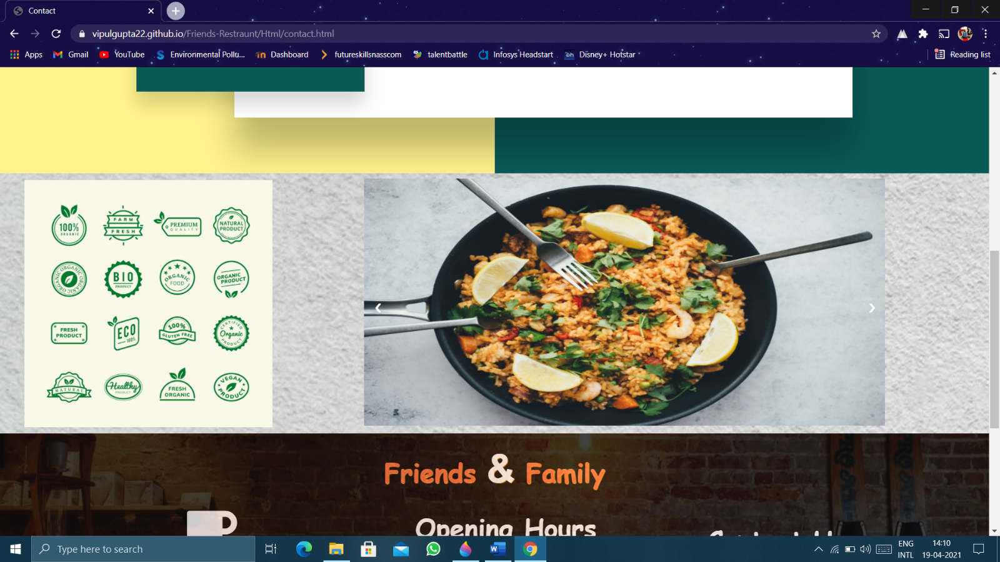 Contact
vipulgupta22.github.io/Friends-Restraunt/Html/contact.html
Apps
Gmail
YouTube
Environmental Pollu...
Dashboard
futureskillsnasscom
talentbattle
Infosys Headstart
Disney+ Hotstar
Reading list
100%
ORGANIC
FARM
FRESH
PREMIUM
QUALITY
NATURAL
PRODUCT
ORGANIC ORGANIC ORGANIC
BIO
PRODUCT
ORGANIC
FOOD
ORGANIC
PRODUCT
FRESH
PRODUCT
ECO
100%
100%
GLUTEN FREE
CERTIFIED
Organic
PRODUCT
NATURAL
Healthy
PRODUCT
FRESH
ORGANIC
VEGAN
PRODUCT
Friends & Family
Opening Hours
Type here to search
ENG
INTL
14:10
19-04-2021